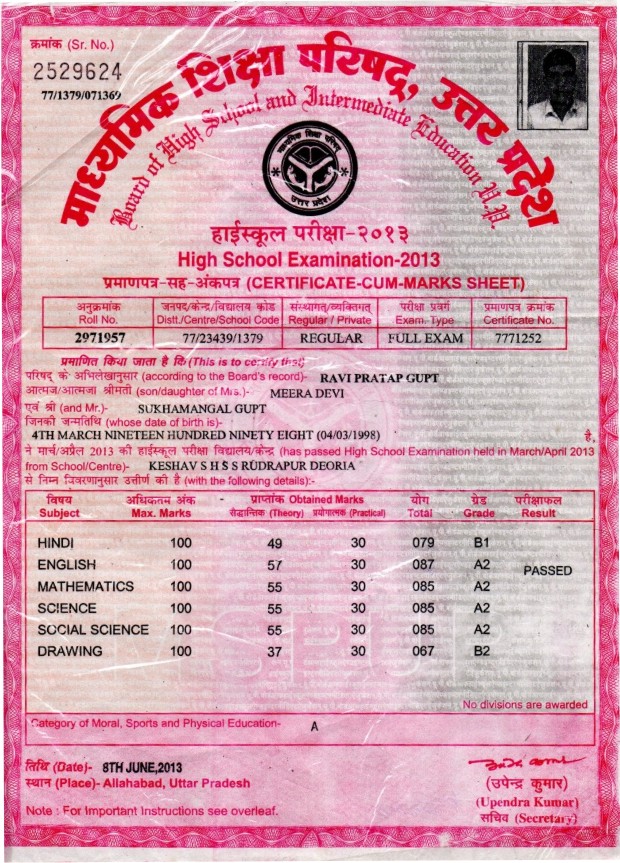 क्रमांक (Sr. No.)
2529624
77/1379/071369
माध्यमिक शिक्षा परिषद, उत्तर प्रदेश
Board of High School and Intermediate Education U.P.
माध्यमिक शिक्षा परिषद
उत्तर प्रदेश
हाईस्कूल परीक्षा-२०१३
High School Examination-2013
प्रमाणपत्र-सह-अंकपत्र (CERTIFICATE-CUM-MARKS SHEET)
अनुक्रमांक जनपद/केन्द्र/विद्यालय कोड संस्थागत/व्यक्तिगत परीक्षा प्रवर्ग प्रमाणपत्र क्रमांक
Roll No. Distt./Centre/School Code Regular / Private Exam. Type Certificate No.
2971957 77/23439/1379 REGULAR FULL EXAM 7771252
प्रमाणित किया जाता है कि (This is to certify that)
परिषद् के अभिलेखानुसार (according to the Board's record)- RAVI PRATAP GUPT
आत्मज/आत्मजा श्रीमती (son/daughter of Mrs.)- MEERA DEVI
एवं श्री (and Mr.)- SUKHAMANGAL GUPT
जिनकी जन्मतिथि (whose date of birth is)-
4TH MARCH NINETEEN HUNDRED NINETY EIGHT (04/03/1998) है,
ने मार्च/अप्रैल 2013 की हाईस्कूल परीक्षा विद्यालय/केन्द्र (has passed High School Examination held in March/April 2013
from School/Centre)- KESHAV S H S S RUDRAPUR DEORIA
से निम्न विवरणानुसार उत्तीर्ण की है (with the following details):-
विषय अधिकतम अंक प्राप्तांक Obtained Marks योग ग्रेड परीक्षाफल
Subject Max. Marks सैद्धान्तिक (Theory) प्रयोगात्मक (Practical) Total Grade Result
HINDI 100 49 30 079 B1
ENGLISH 100 57 30 087 A2 PASSED
MATHEMATICS 100 55 30 085 A2
SCIENCE 100 55 30 085 A2
SOCIAL SCIENCE 100 55 30 085 A2
DRAWING 100 37 30 067 B2
No divisions are awarded
Category of Moral, Sports and Physical Education- A
तिथि (Date)- 8TH JUNE,2013
स्थान (Place)- Allahabad, Uttar Pradesh
(उपेन्द्र कुमार)
(Upendra Kumar)
सचिव (Secretary)
Note : For Important Instructions see overleaf.